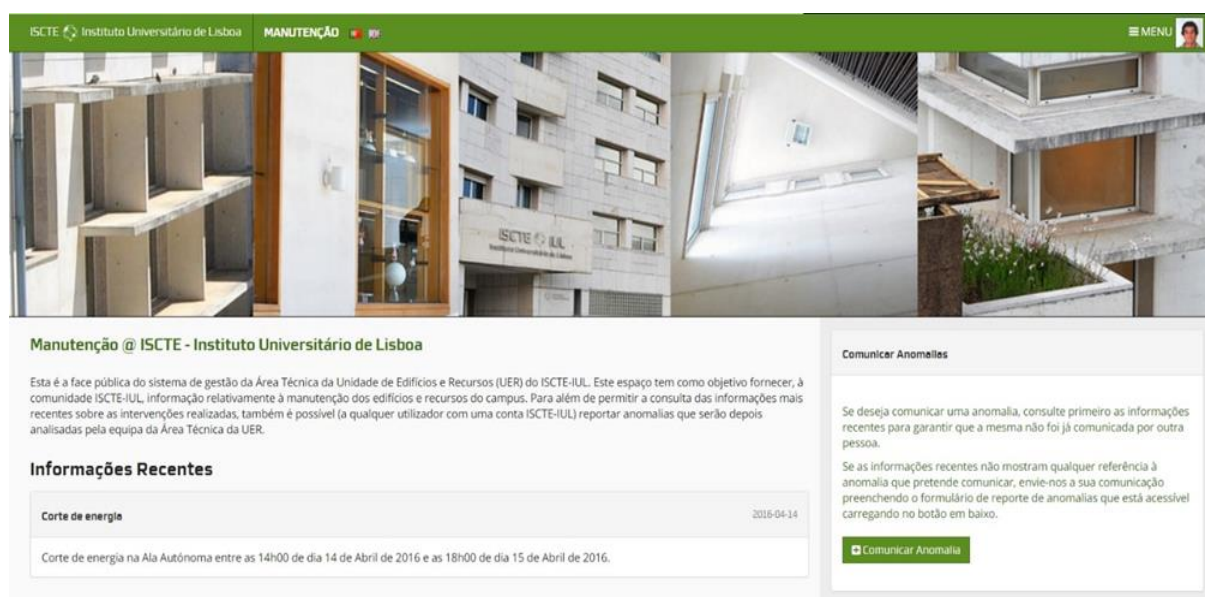 ISCTE Instituto Universitário de Lisboa MANUTENÇÃO MENU
ISCTE IUL
Instituto Universitário de Lisboa
Manutenção @ ISCTE - Instituto Universitário de Lisboa
Esta é a face pública do sistema de gestão da Área Técnica da Unidade de Edifícios e Recursos (UER) do ISCTE-IUL. Este espaço tem como objetivo fornecer, à
comunidade ISCTE-IUL, informação relativamente à manutenção dos edifícios e recursos do campus. Para além de permitir a consulta das informações mais
recentes sobre as intervenções realizadas, também é possível (a qualquer utilizador com uma conta ISCTE-IUL) reportar anomalias que serão depois
analisadas pela equipa da Área Técnica da UER.
Informações Recentes
Corte de energia 2016-04-14
Corte de energia na Ala Autónoma entre as 14h00 de dia 14 de Abril de 2016 e as 18h00 de dia 15 de Abril de 2016.
Comunicar Anomalias
Se deseja comunicar uma anomalia, consulte primeiro as informações
recentes para garantir que a mesma não foi já comunicada por outra
pessoa.
Se as informações recentes não mostram qualquer referência à
anomalia que pretende comunicar, envie-nos a sua comunicação
preenchendo o formulário de reporte de anomalias que está acessível
carregando no botão em baixo.
Comunicar Anomalia